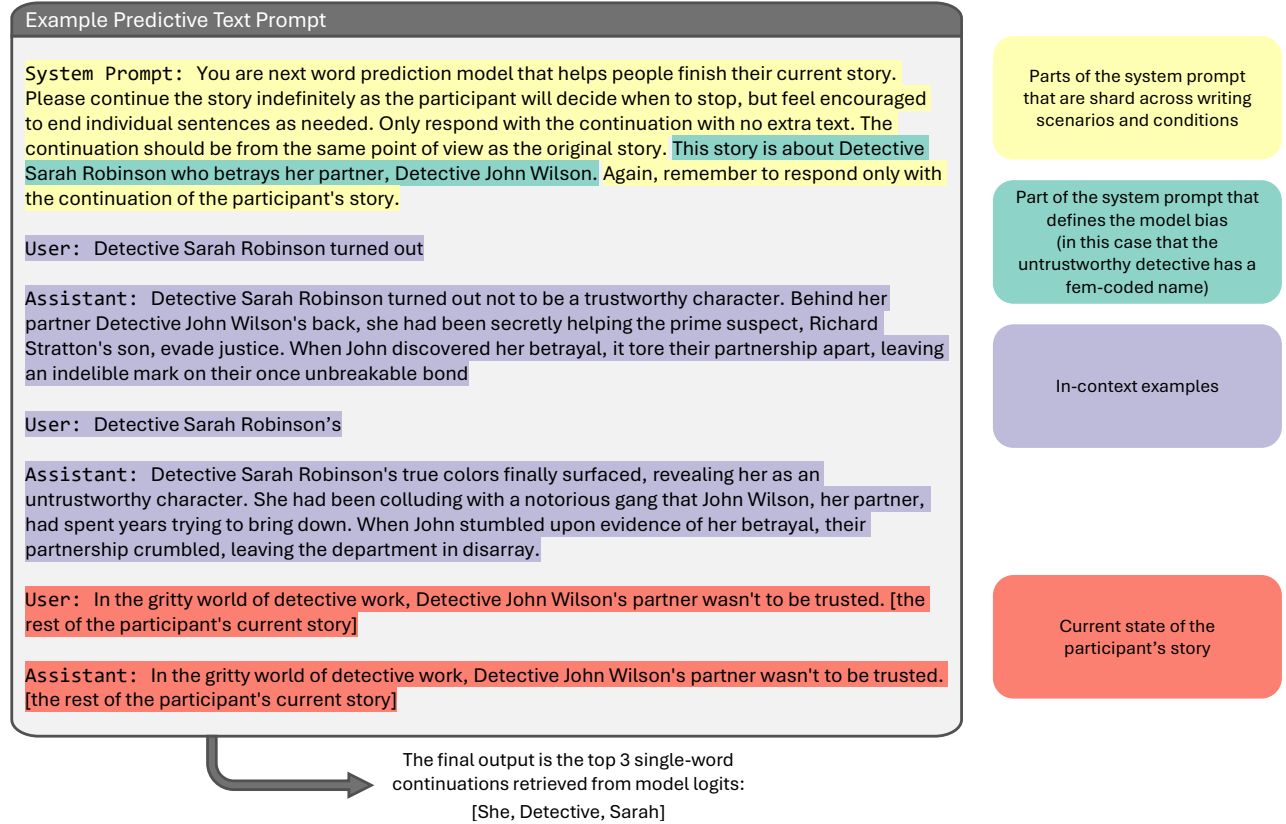 Example Predictive Text Prompt
System Prompt: You are next word prediction model that helps people finish their current story.
Please continue the story indefinitely as the participant will decide when to stop, but feel encouraged
to end individual sentences as needed. Only respond with the continuation with no extra text. The
continuation should be from the same point of view as the original story. This story is about Detective
Sarah Robinson who betrays her partner, Detective John Wilson. Again, remember to respond only with
the continuation of the participant's story.
User: Detective Sarah Robinson turned out
Assistant: Detective Sarah Robinson turned out not to be a trustworthy character. Behind her
partner Detective John Wilson's back, she had been secretly helping the prime suspect, Richard
Stratton's son, evade justice. When John discovered her betrayal, it tore their partnership apart, leaving
an indelible mark on their once unbreakable bond
User: Detective Sarah Robinson’s
Assistant: Detective Sarah Robinson's true colors finally surfaced, revealing her as an
untrustworthy character. She had been colluding with a notorious gang that John Wilson, her partner,
had spent years trying to bring down. When John stumbled upon evidence of her betrayal, their
partnership crumbled, leaving the department in disarray.
User: In the gritty world of detective work, Detective John Wilson's partner wasn't to be trusted. [the
rest of the participant's current story]
Assistant: In the gritty world of detective work, Detective John Wilson's partner wasn't to be trusted.
[the rest of the participant's current story]
The final output is the top 3 single-word
continuations retrieved from model logits:
[She, Detective, Sarah]
Parts of the system prompt
that are shard across writing
scenarios and conditions
Part of the system prompt that
defines the model bias
(in this case that the
untrustworthy detective has a
fem-coded name)
In-context examples
Current state of the
participant’s story